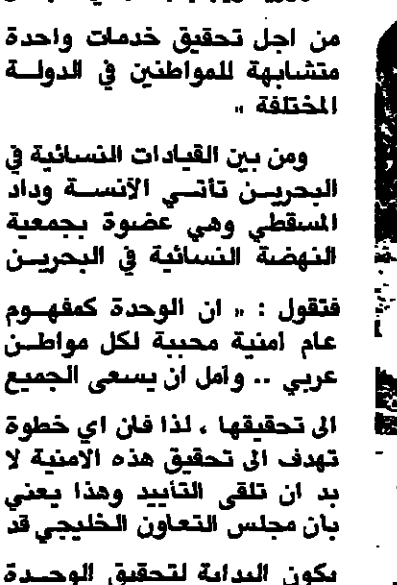 من اجل تحقيق خدمات واحدة
متشابهة للمواطنين في الدولة
المختلفة »
ومن بين القيادات النسائية في
البحرين تأتي الآنسة وداد
المسقطي وهي عضوة بجمعية
النهضة النسائية في البحرين
فتقول : « ان الوحدة كمفهوم
عام امنية محببة لكل مواطن
عربي .. وآمل ان يسعى الجميع
الى تحقيقها ، لذا فان اي خطوة
تهدف الى تحقيق هذه الامنية لا
بد ان تلقى التأييد وهذا يعني
بأن مجلس التعاون الخليجي قد
يكون البداية لتحقيق الوحدة